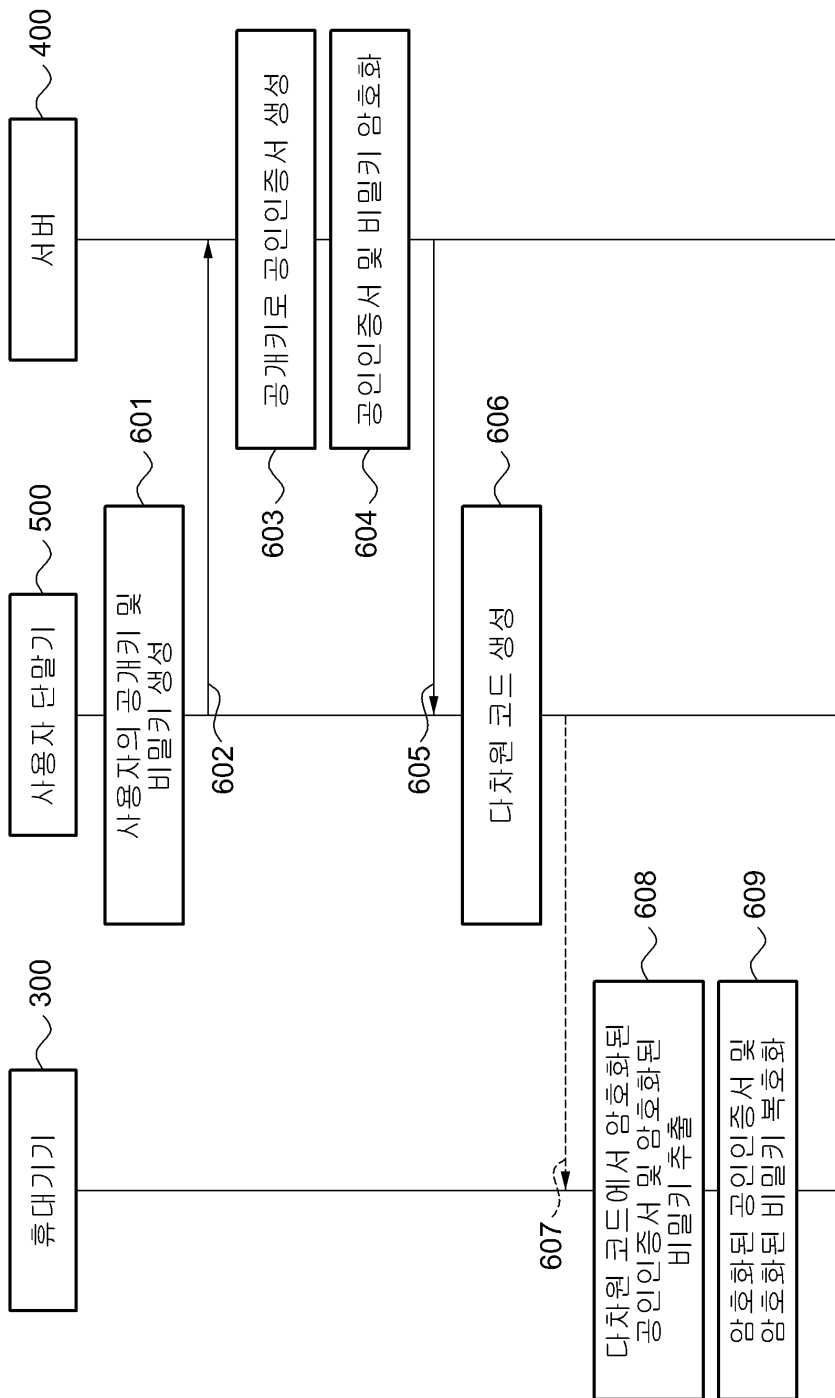 휴대기기
300
사용자 단말기
500
서버
400
사용자의 공개키 및
비밀키 생성
601
602
공개키로 공인인증서 생성
603
공인인증서 및 비밀키 암호화
604
605
다차원 코드 생성
606
607
다차원 코드에서 암호화된
공인인증서 및 암호화된
비밀키 추출
608
암호화된 공인인증서 및
암호화된 비밀키 복호화
609